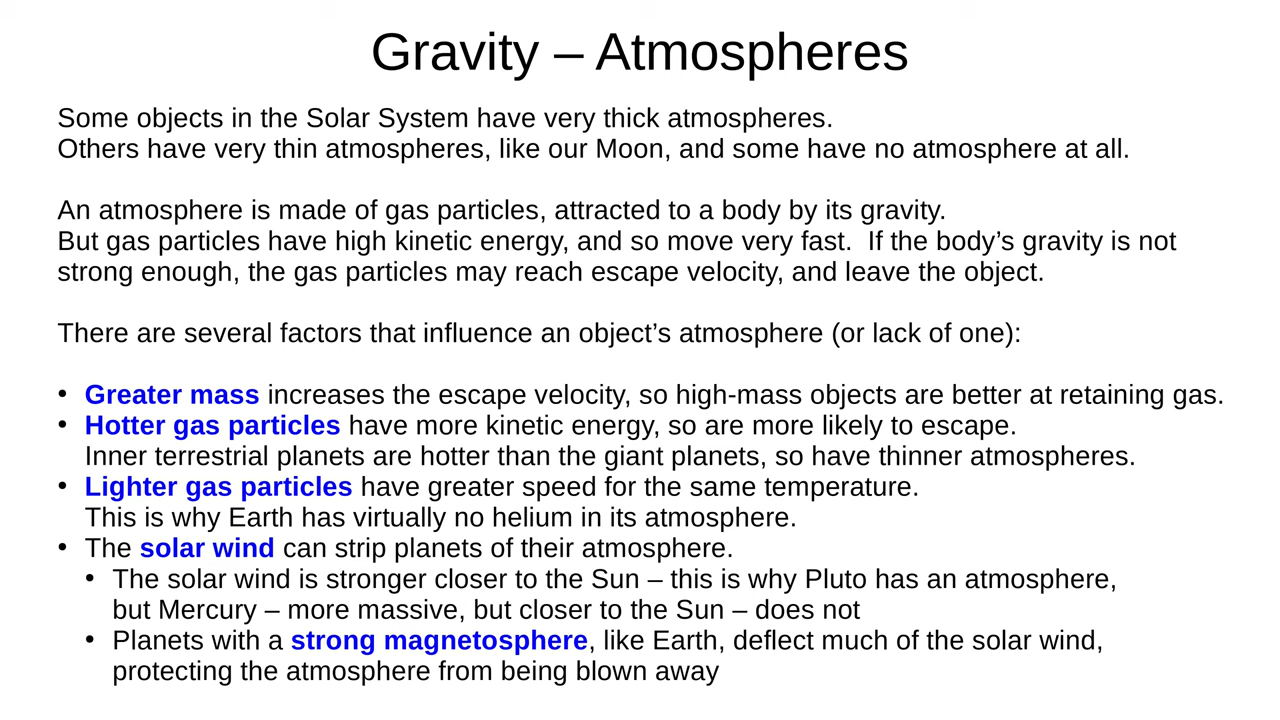 Gravity – Atmospheres
Some objects in the Solar System have very thick atmospheres.
Others have very thin atmospheres, like our Moon, and some have no atmosphere at all.
An atmosphere is made of gas particles, attracted to a body by its gravity.
But gas particles have high kinetic energy, and so move very fast.  If the body’s gravity is not
strong enough, the gas particles may reach escape velocity, and leave the object.
There are several factors that influence an object’s atmosphere (or lack of one):
• Greater mass increases the escape velocity, so high-mass objects are better at retaining gas.
• Hotter gas particles have more kinetic energy, so are more likely to escape.
Inner terrestrial planets are hotter than the giant planets, so have thinner atmospheres.
• Lighter gas particles have greater speed for the same temperature.
This is why Earth has virtually no helium in its atmosphere.
• The solar wind can strip planets of their atmosphere.
• The solar wind is stronger closer to the Sun – this is why Pluto has an atmosphere,
but Mercury – more massive, but closer to the Sun – does not
• Planets with a strong magnetosphere, like Earth, deflect much of the solar wind,
protecting the atmosphere from being blown away